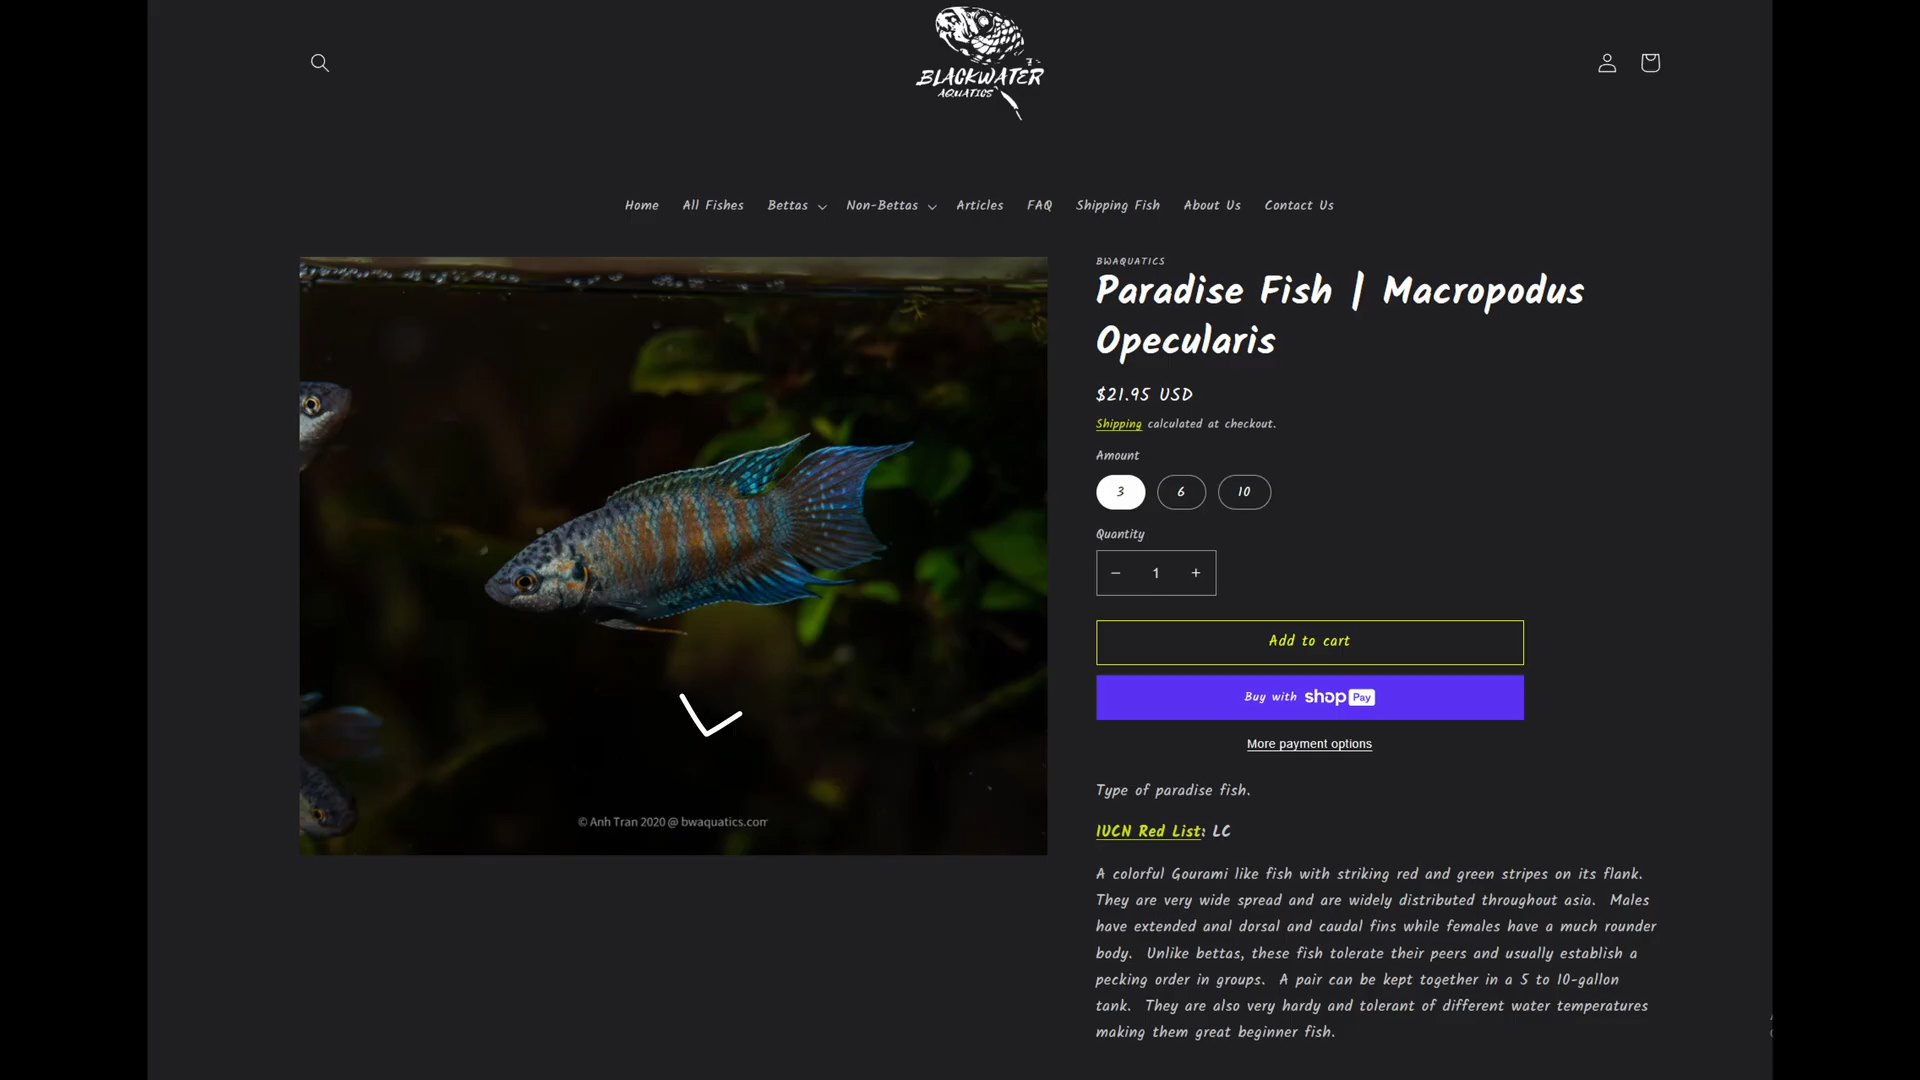 BLACKWATER
AQUATICS
Home All Fishes Bettas Non-Bettas Articles FAQ Shipping Fish About Us Contact Us
BWAQUATICS
Paradise Fish | Macropodus
Opecularis
$21.95 USD
Shipping calculated at checkout.
Amount
3 6 10
Quantity
− 1 +
Add to cart
Buy with shop Pay
More payment options
Type of paradise fish.
IUCN Red List: LC
A colorful Gourami like fish with striking red and green stripes on its flank.
They are very wide spread and are widely distributed throughout asia. Males
have extended anal dorsal and caudal fins while females have a much rounder
body. Unlike bettas, these fish tolerate their peers and usually establish a
pecking order in groups. A pair can be kept together in a 5 to 10-gallon
tank. They are also very hardy and tolerant of different water temperatures
making them great beginner fish.
© Anh Tran 2020 @ bwaquatics.com